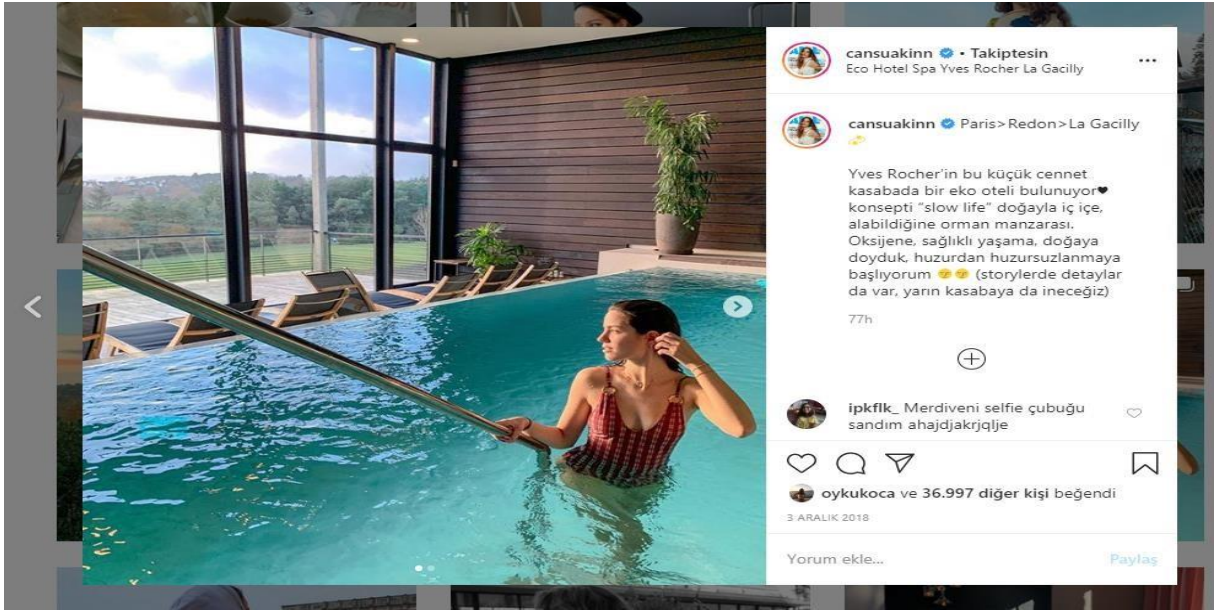 cansuakinn • Takiptesin
Eco Hotel Spa Yves Rocher La Gacilly
cansuakinn Paris>Redon>La Gacilly
Yves Rocher'in bu küçük cennet
kasabada bir eko oteli bulunuyor🖤
konsepti “slow life” doğayla iç içe,
alabildiğine orman manzarası.
Oksijene, sağlıklı yaşama, doğaya
doyduk, huzurdan huzursuzlanmaya
başlıyorum (storylerde detaylar
da var, yarın kasabaya da ineceğiz)
77h
ipkflk_ Merdiveni selfie çubuğu
sandım ahajdjakrjqlje
oykukoca ve 36.997 diğer kişi beğendi
3 ARALIK 2018
Yorum ekle...
Paylaş